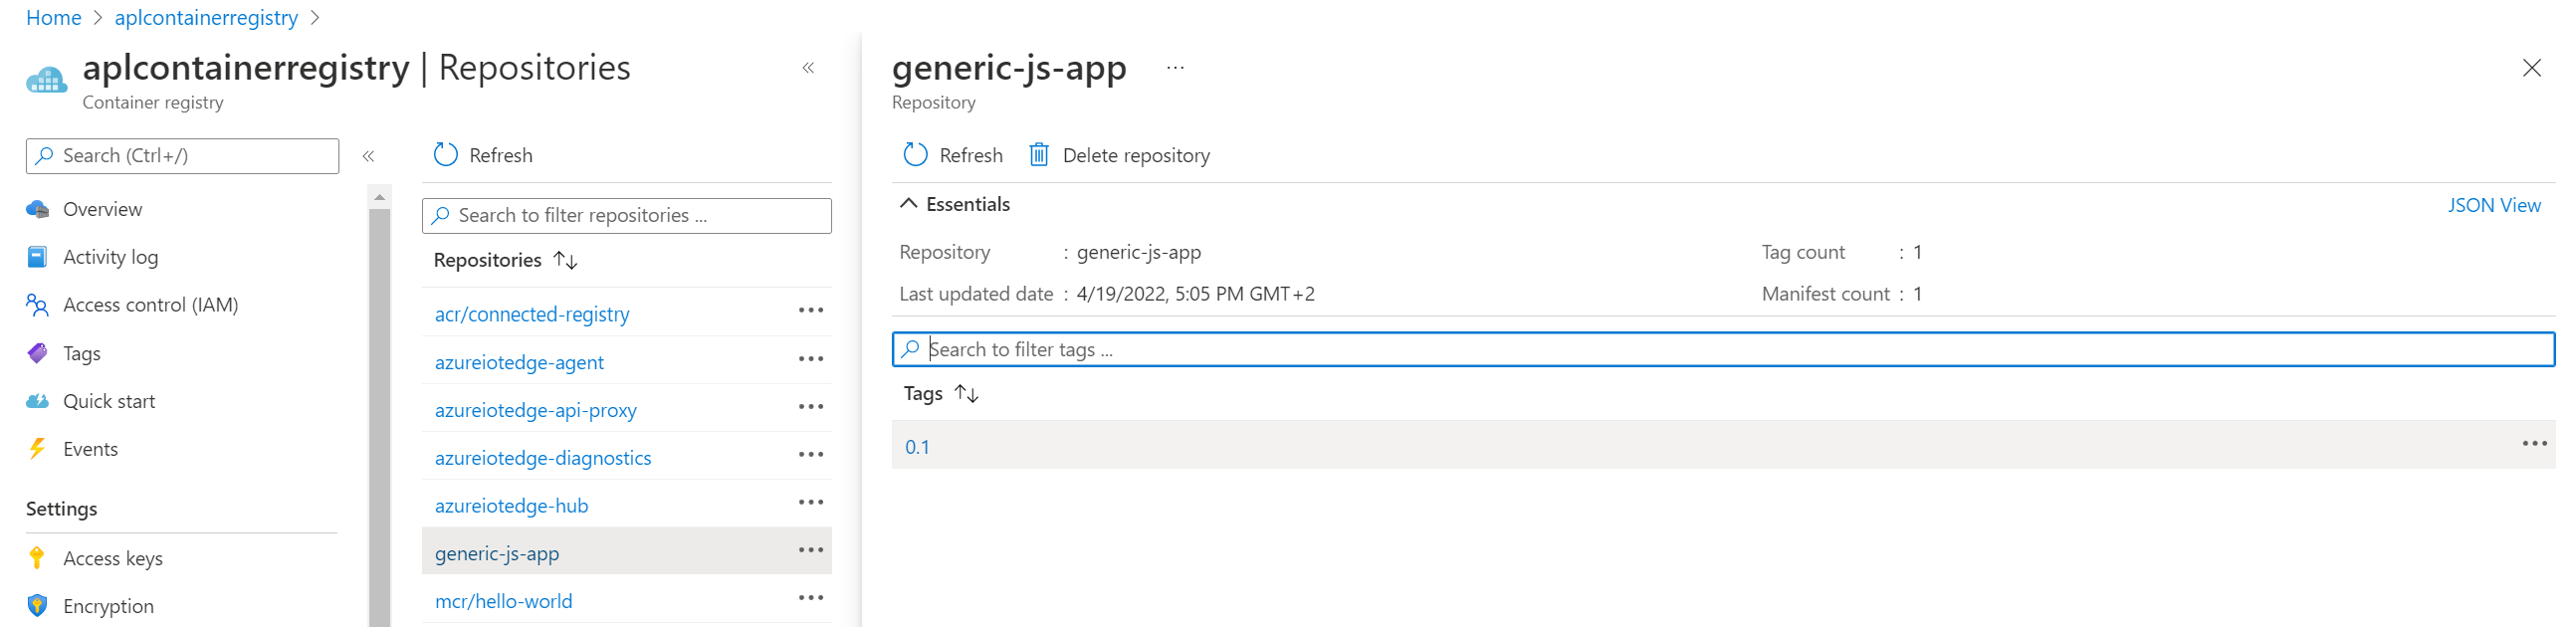 Home > aplcontainerregistry >
aplcontainerregistry | Repositories
Container registry
Search (Ctrl+/)
Overview
Activity log
Access control (IAM)
Tags
Quick start
Events
Settings
Access keys
Encryption
Refresh
Search to filter repositories ...
Repositories
acr/connected-registry
azureiotedge-agent
azureiotedge-api-proxy
azureiotedge-diagnostics
azureiotedge-hub
generic-js-app
mcr/hello-world
generic-js-app ...
Repository
Refresh Delete repository
Essentials JSON View
Repository : generic-js-app Tag count : 1
Last updated date : 4/19/2022, 5:05 PM GMT+2 Manifest count : 1
Search to filter tags ...
Tags
0.1